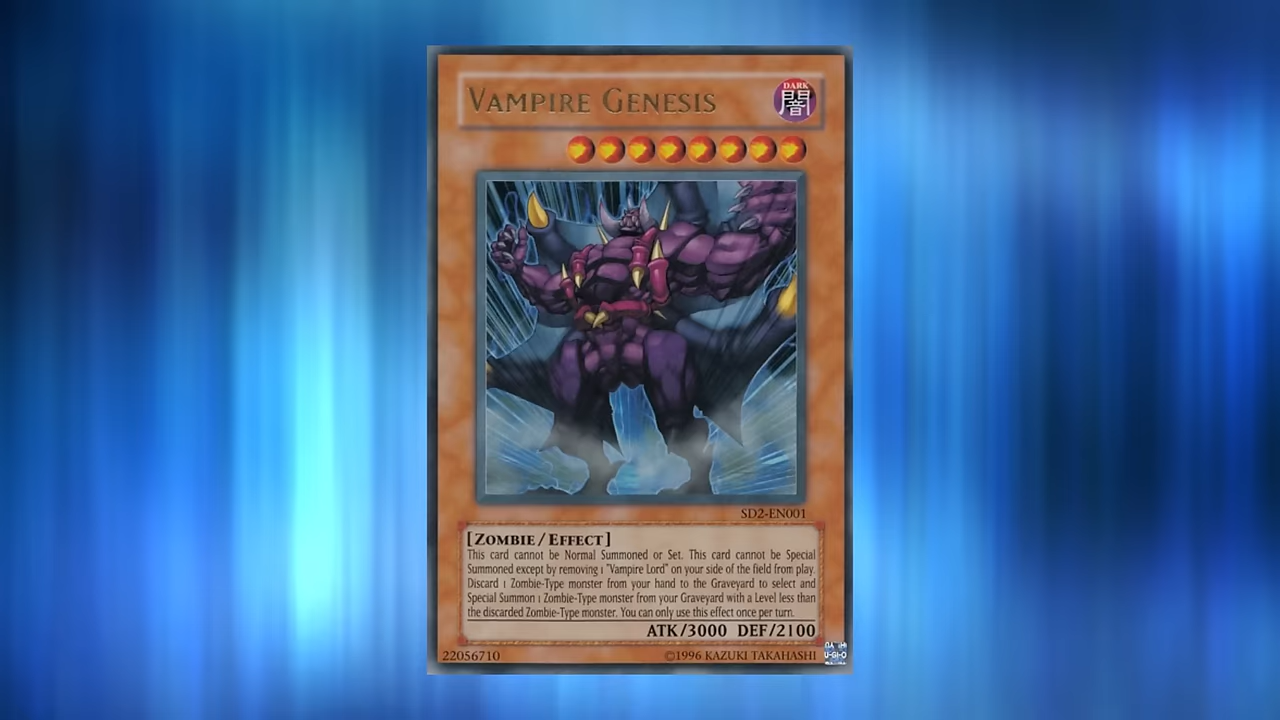 VAMPIRE GENESIS
DARK
闇
SD2-EN001
[ZOMBIE/EFFECT]
This card cannot be Normal Summoned or Set. This card cannot be Special
Summoned except by removing 1 "Vampire Lord" on your side of the field from play.
Discard 1 Zombie-Type monster from your hand to the Graveyard to select and
Special Summon 1 Zombie-Type monster from your Graveyard with a Level less than
the discarded Zombie-Type monster. You can only use this effect once per turn.
ATK/3000 DEF/2100
22056710
©1996 KAZUKI TAKAHASHI